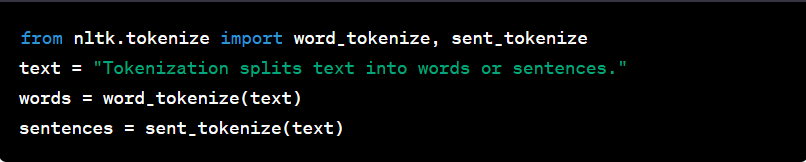 from nltk.tokenize import word_tokenize, sent_tokenize
text = "Tokenization splits text into words or sentences."
words = word_tokenize(text)
sentences = sent_tokenize(text)